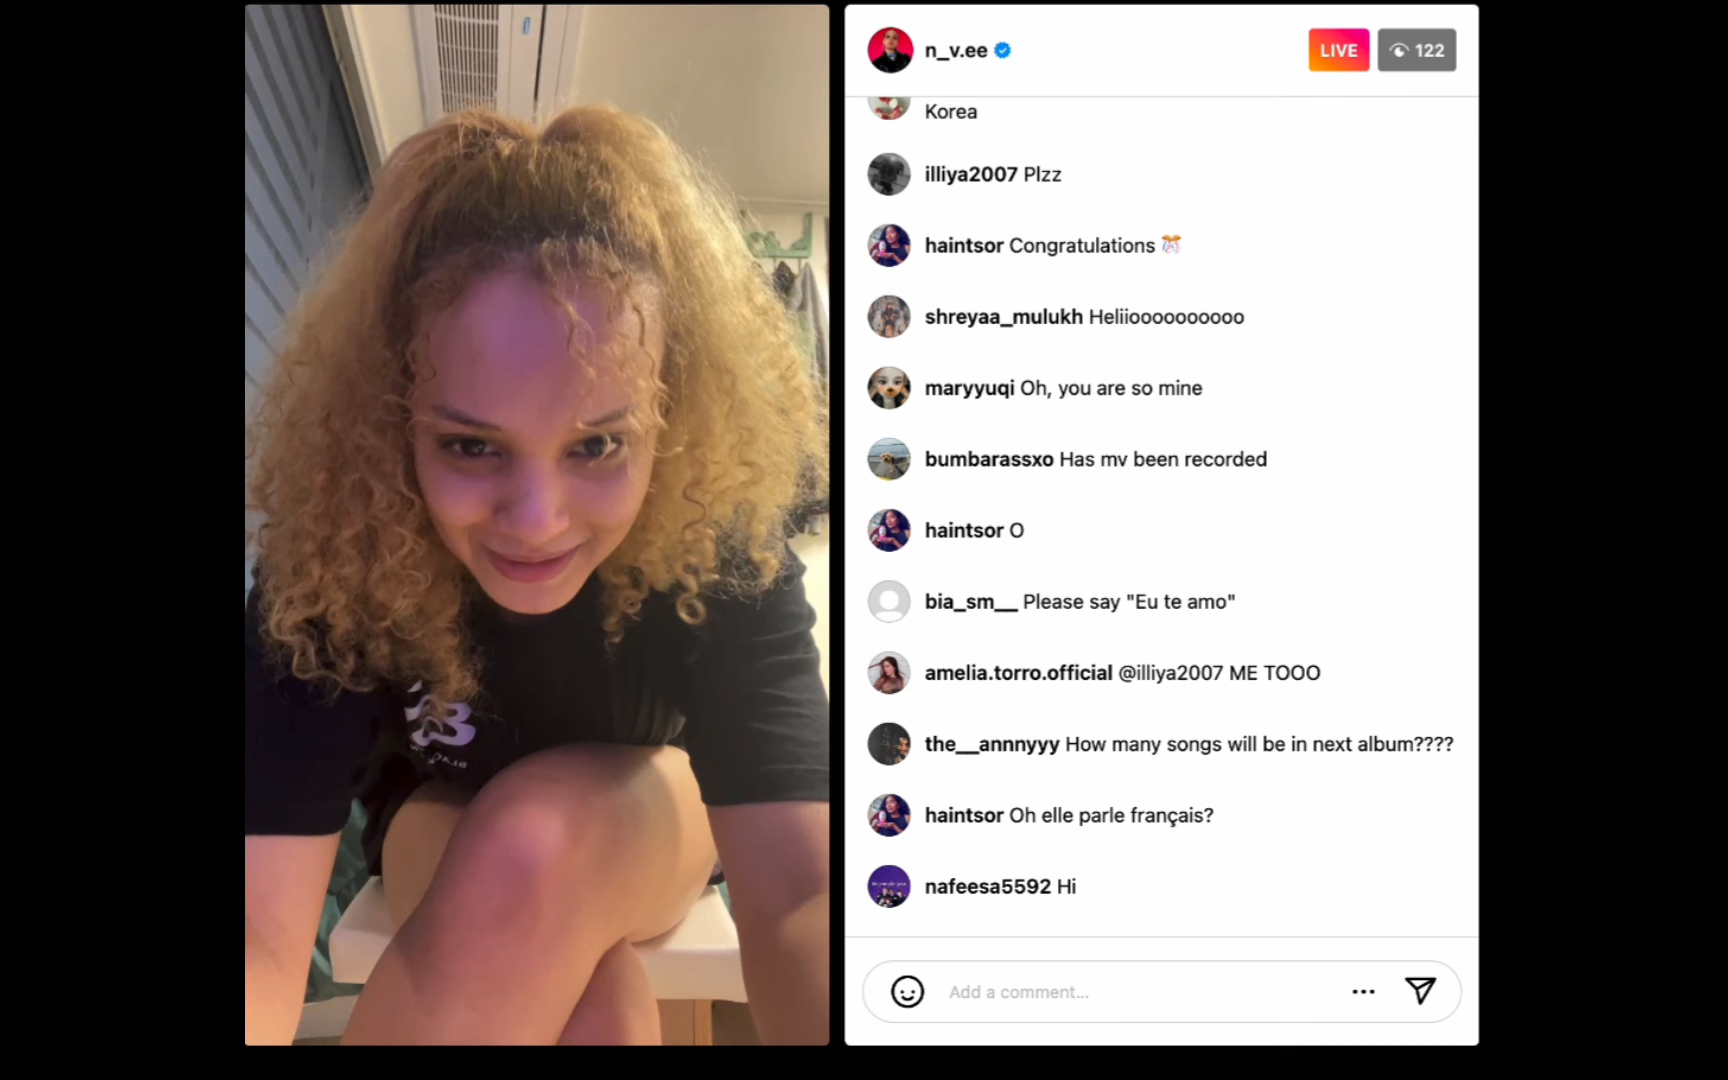 n_v.ee
LIVE
122
Korea
illiya2007 Plzz
haintsor Congratulations 🎊
shreyaa_mulukh Heliioooooooooo
maryyuqi Oh, you are so mine
bumbarassxo Has mv been recorded
haintsor O
bia_sm__ Please say "Eu te amo"
amelia.torro.official @illiya2007 ME TOOO
the__annnyyy How many songs will be in next album????
haintsor Oh elle parle français?
nafeesa5592 Hi
Add a comment...